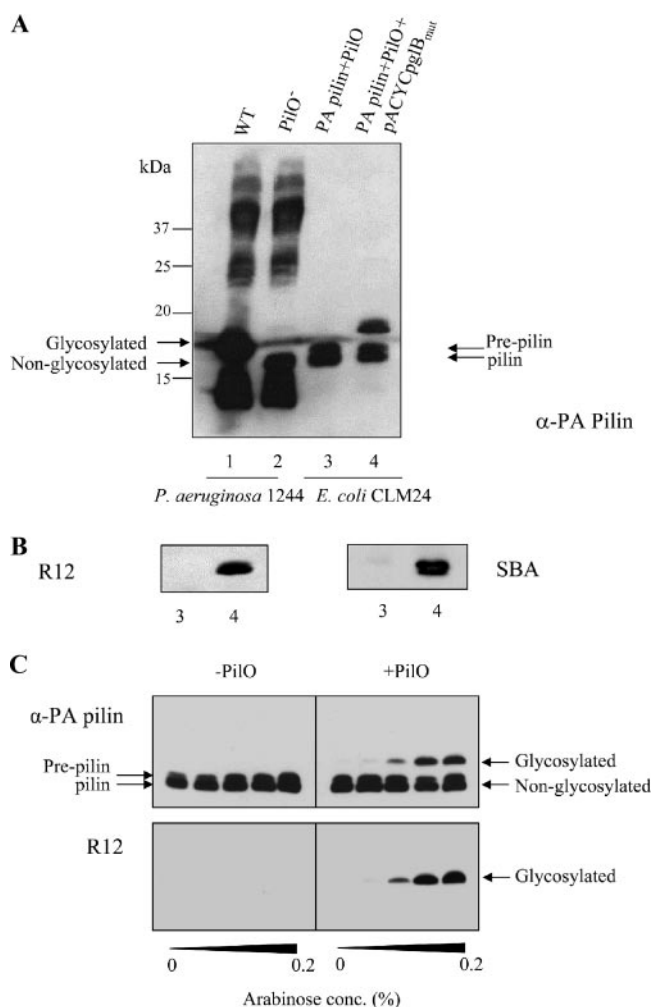 A
WT
PilO⁻
PA pilin+PilO
PA pilin+PilO+
pACYCpglBmut
kDa
37
25
20
Glycosylated
Pre-pilin
Non-glycosylated
pilin
15
α-PA Pilin
1 2 3 4
P. aeruginosa 1244 E. coli CLM24
B
R12
SBA
3 4 3 4
C
-PilO +PilO
α-PA pilin
Pre-pilin
Glycosylated
pilin
Non-glycosylated
R12
Glycosylated
0 0.2 0 0.2
Arabinose conc. (%)